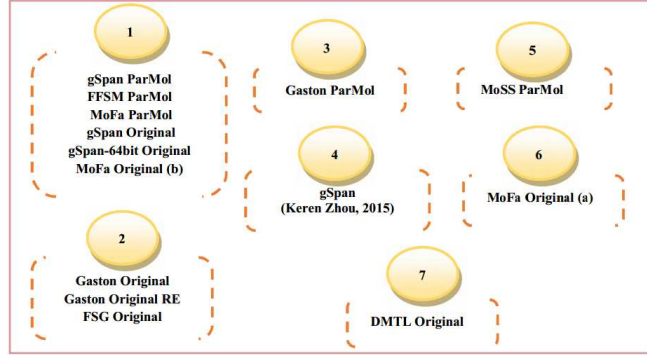 1
gSpan ParMol
FFSM ParMol
MoFa ParMol
gSpan Original
gSpan-64bit Original
MoFa Original (b)
2
Gaston Original
Gaston Original RE
FSG Original
3
Gaston ParMol
4
gSpan
(Keren Zhou, 2015)
5
MoSS ParMol
6
MoFa Original (a)
7
DMTL Original